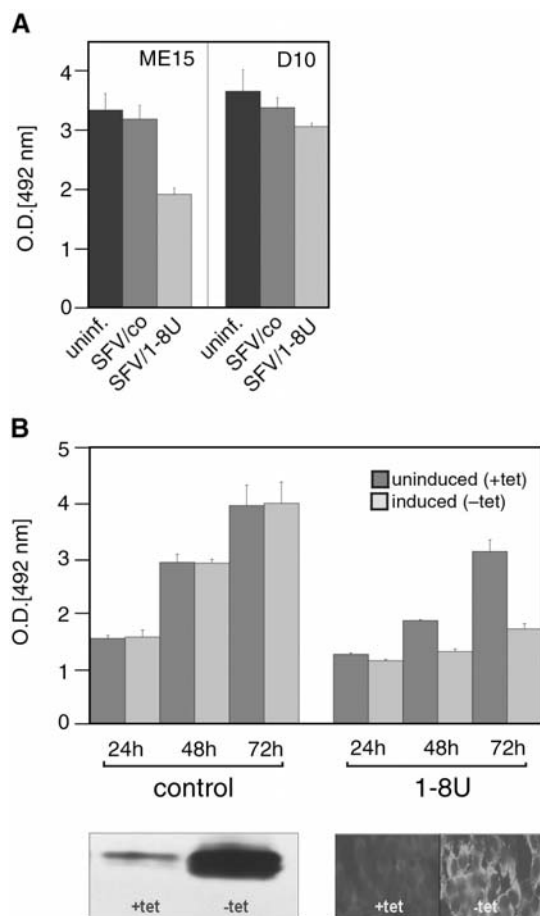 A
ME15 D10
4
3
2
1
0
O.D.[492 nm]
uninf. SFV/co SFV/1-8U uninf. SFV/co SFV/1-8U
B
5
4
3
2
1
0
O.D.[492 nm]
uninduced (+tet)
induced (–tet)
24h 48h 72h 24h 48h 72h
control 1-8U
+tet -tet +tet -tet